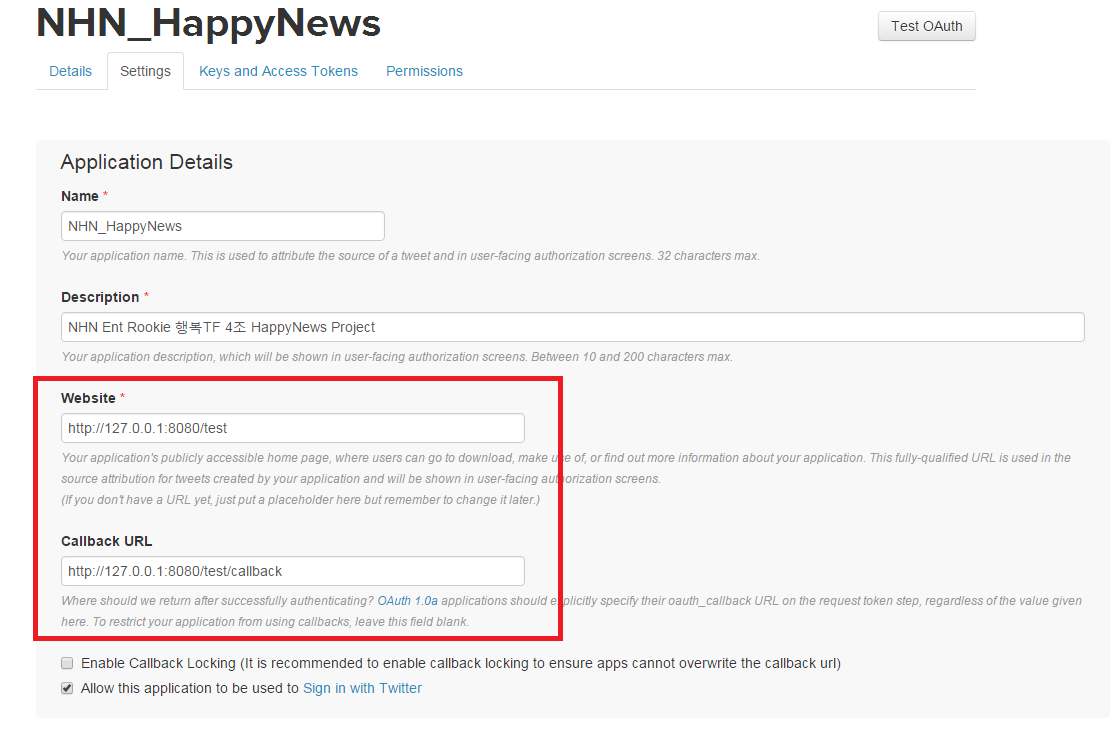 NHN_HappyNews
Test OAuth
Details
Settings
Keys and Access Tokens
Permissions
Application Details
Name *
NHN_HappyNews
Your application name. This is used to attribute the source of a tweet and in user-facing authorization screens. 32 characters max.
Description *
NHN Ent Rookie 행복TF 4조 HappyNews Project
Your application description, which will be shown in user-facing authorization screens. Between 10 and 200 characters max.
Website *
http://127.0.0.1:8080/test
Your application's publicly accessible home page, where users can go to download, make use of, or find out more information about your application. This fully-qualified URL is used in the
source attribution for tweets created by your application and will be shown in user-facing authorization screens.
(If you don't have a URL yet, just put a placeholder here but remember to change it later.)
Callback URL
http://127.0.0.1:8080/test/callback
Where should we return after successfully authenticating? OAuth 1.0a applications should explicitly specify their oauth_callback URL on the request token step, regardless of the value given
here. To restrict your application from using callbacks, leave this field blank.
Enable Callback Locking (It is recommended to enable callback locking to ensure apps cannot overwrite the callback url)
Allow this application to be used to Sign in with Twitter